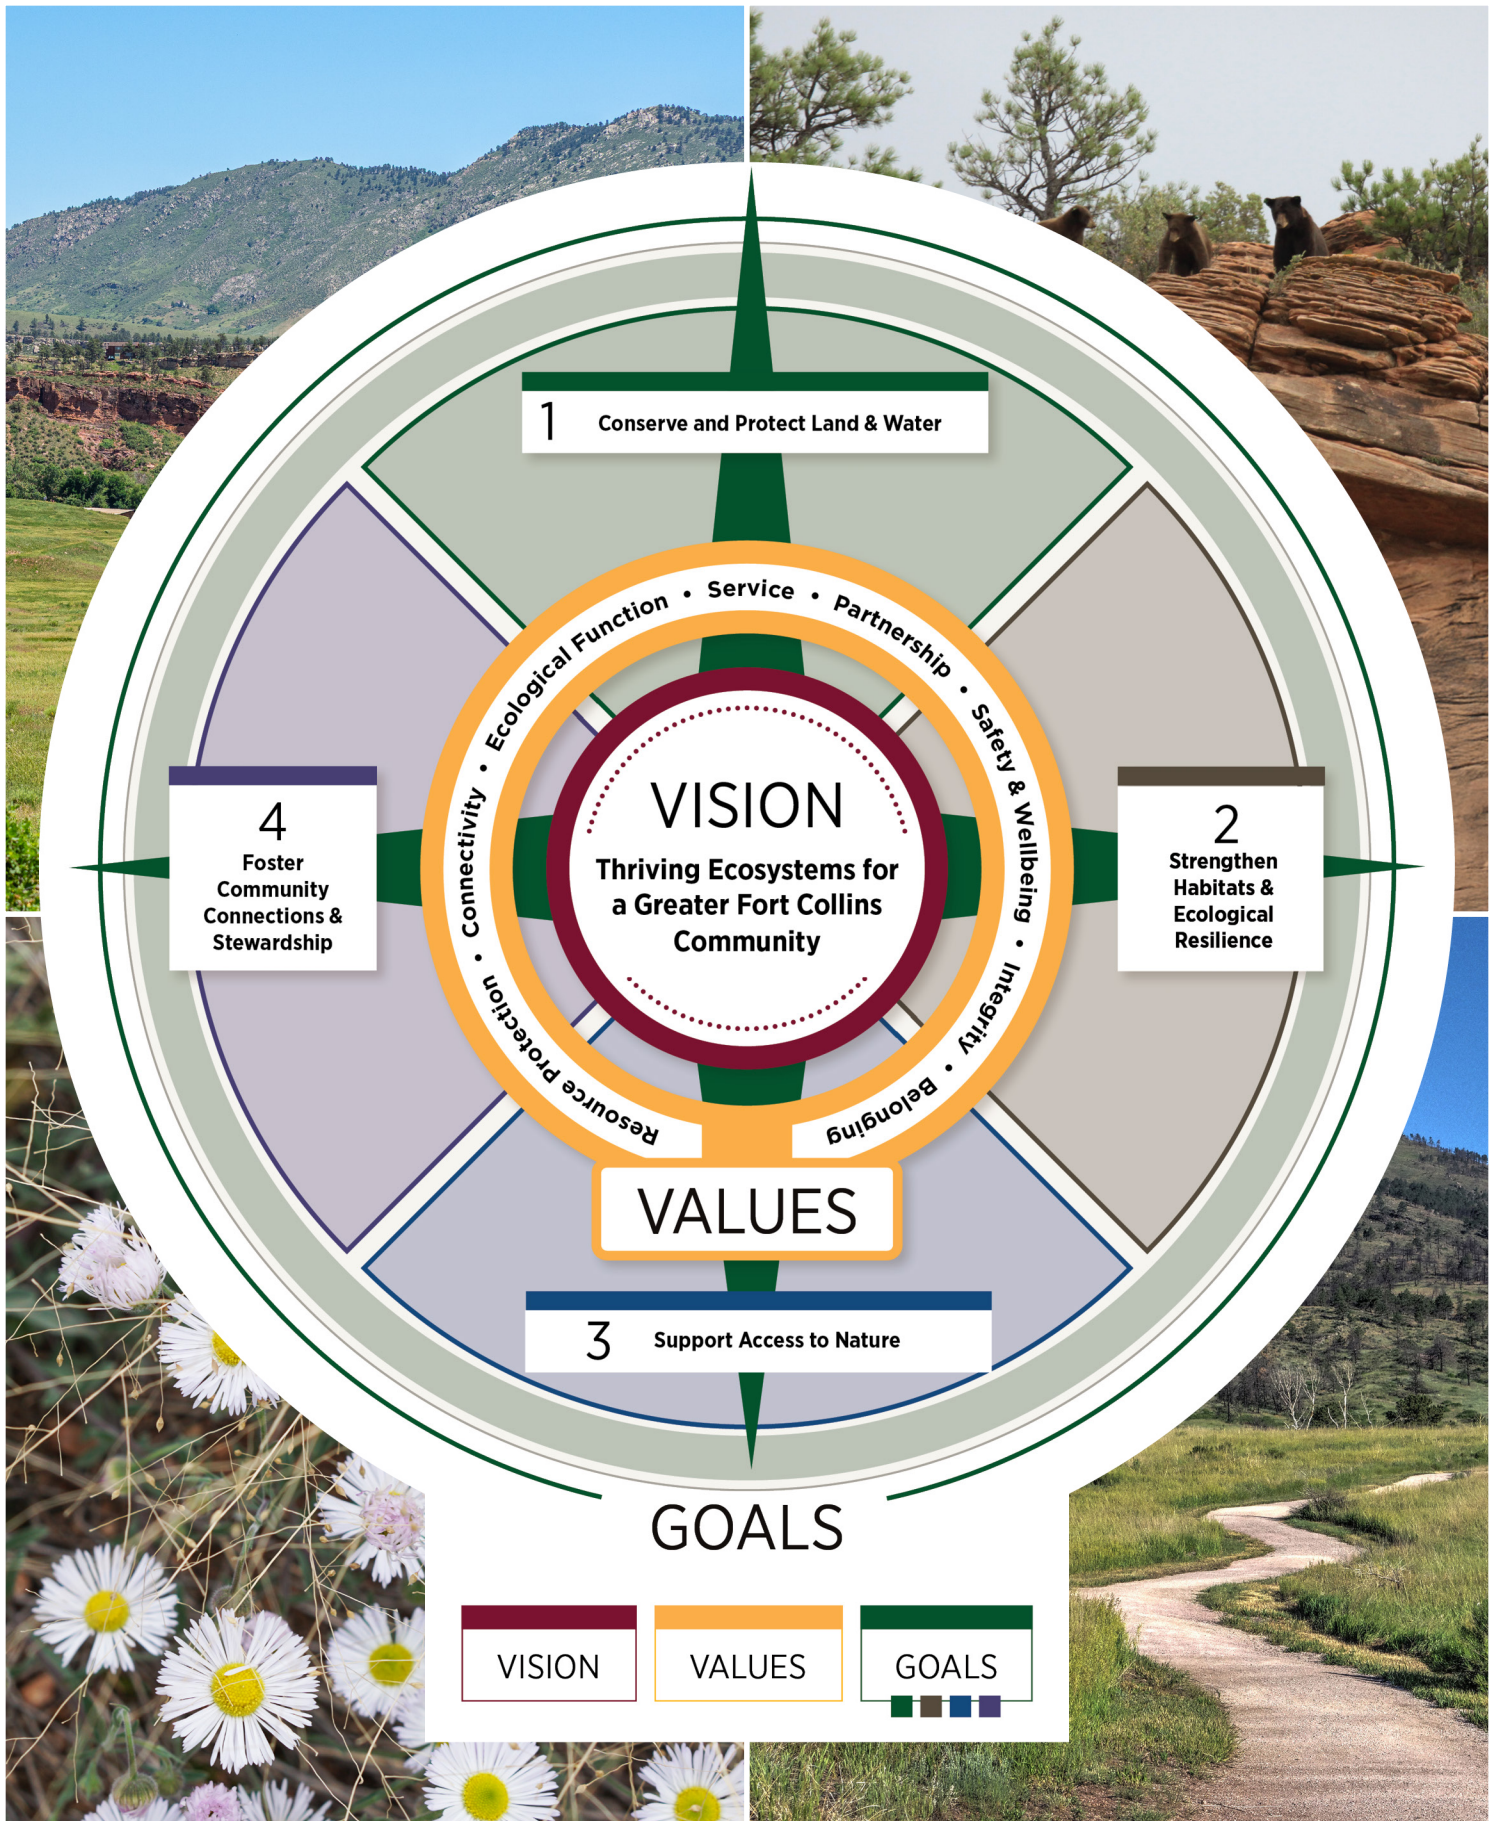 1
Conserve and Protect Land & Water
Resource Protection • Connectivity • Ecological Function • Service • Partnership • Safety & Wellbeing • Integrity • Belonging
VISION
Thriving Ecosystems for
a Greater Fort Collins
Community
4
Foster
Community
Connections &
Stewardship
2
Strengthen
Habitats &
Ecological
Resilience
VALUES
3
Support Access to Nature
GOALS
VISION
VALUES
GOALS